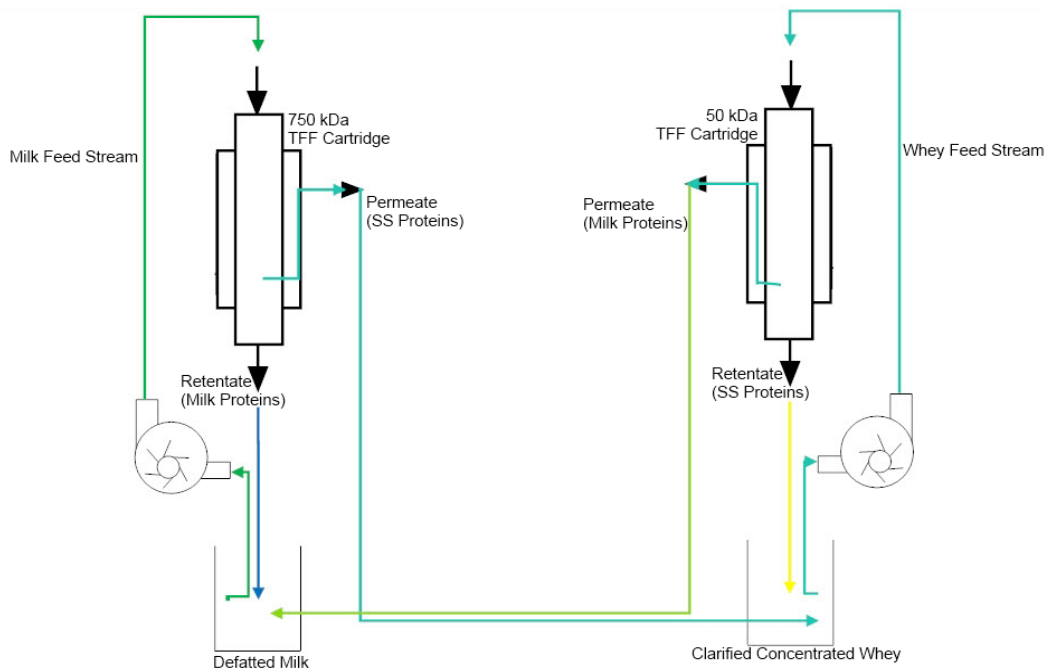 750 kDa
TFF Cartridge
50 kDa
TFF Cartridge
Milk Feed Stream
Whey Feed Stream
Permeate
(SS Proteins)
Permeate
(Milk Proteins)
Retentate
(Milk Proteins)
Retentate
(SS Proteins)
Defatted Milk
Clarified Concentrated Whey